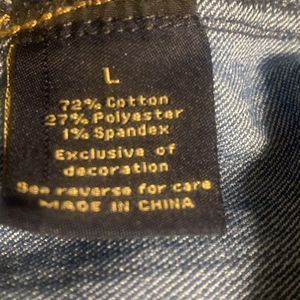 L
72% Cotton
27% Polyester
1% Spandex
Exclusive of
decoration
See reverse for care
MADE IN CHINA